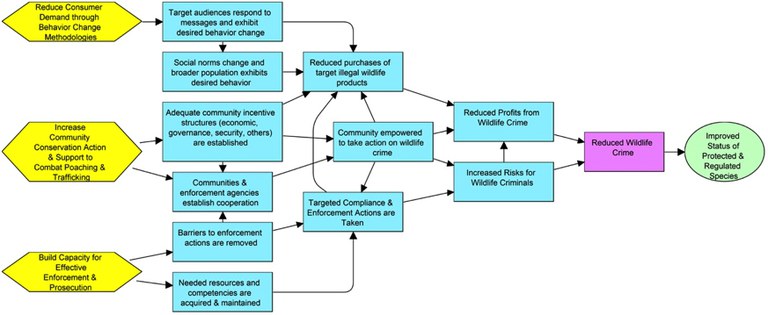 Reduce Consumer
Demand through
Behavior Change
Methodologies
Target audiences respond to
messages and exhibit
desired behavior change
Social norms change and
broader population exhibits
desired behavior
Reduced purchases of
target illegal wildlife
products
Increase
Community
Conservation Action
& Support to
Combat Poaching &
Trafficking
Adequate community incentive
structures (economic,
governance, security, others)
are established
Communities &
enforcement agencies
establish cooperation
Community empowered
to take action on wildlife
crime
Targeted Compliance &
Enforcement Actions are
Taken
Reduced Profits from
Wildlife Crime
Increased Risks for
Wildlife Criminals
Reduced Wildlife
Crime
Improved
Status of
Protected &
Regulated
Species
Build Capacity for
Effective
Enforcement &
Prosecution
Barriers to enforcement
actions are removed
Needed resources and
competencies are
acquired & maintained